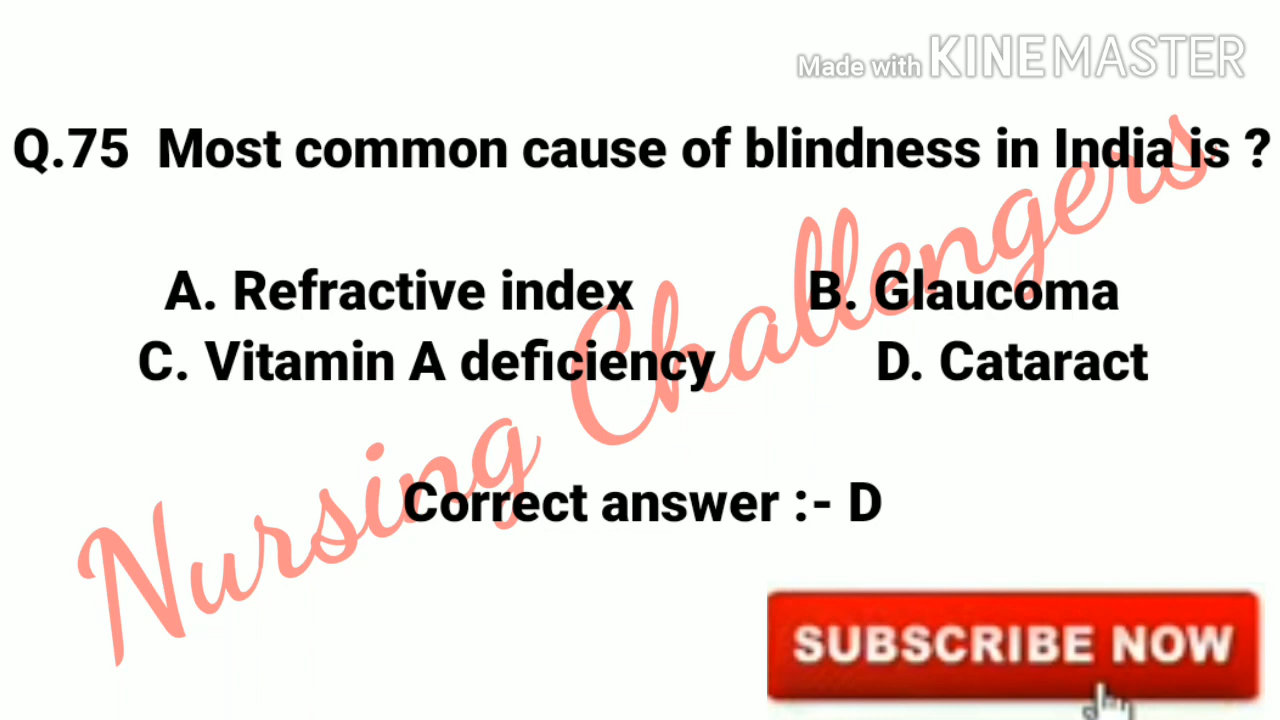 Made with KINEMASTER
Q.75 Most common cause of blindness in India is ?
A. Refractive index B. Glaucoma
C. Vitamin A deficiency D. Cataract
Correct answer :- D
Nursing Challengers
SUBSCRIBE NOW